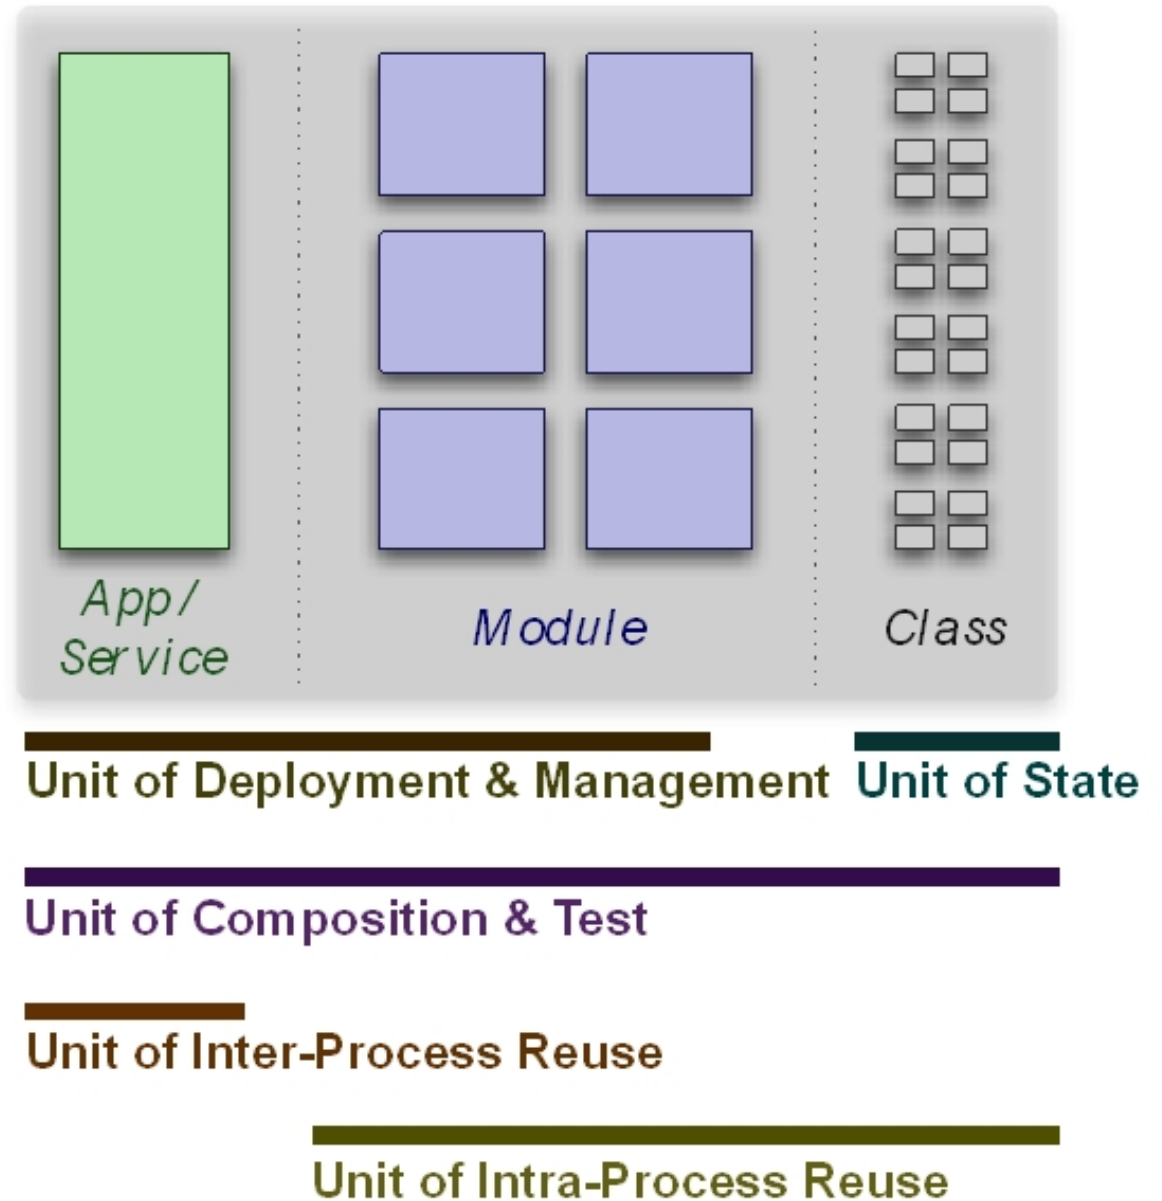 App/
Service
Module
Class
Unit of Deployment & Management
Unit of State
Unit of Composition & Test
Unit of Inter-Process Reuse
Unit of Intra-Process Reuse